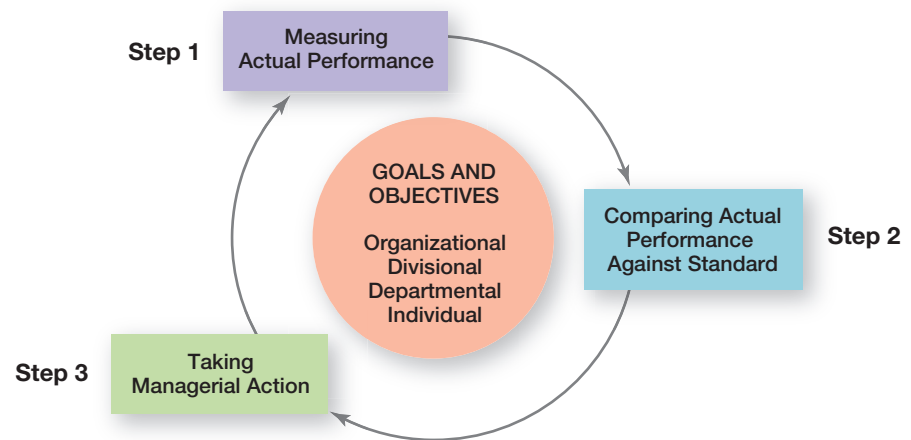 Step 1
Measuring
Actual Performance
GOALS AND
OBJECTIVES
Organizational
Divisional
Departmental
Individual
Comparing Actual
Performance
Against Standard
Step 2
Step 3
Taking
Managerial Action